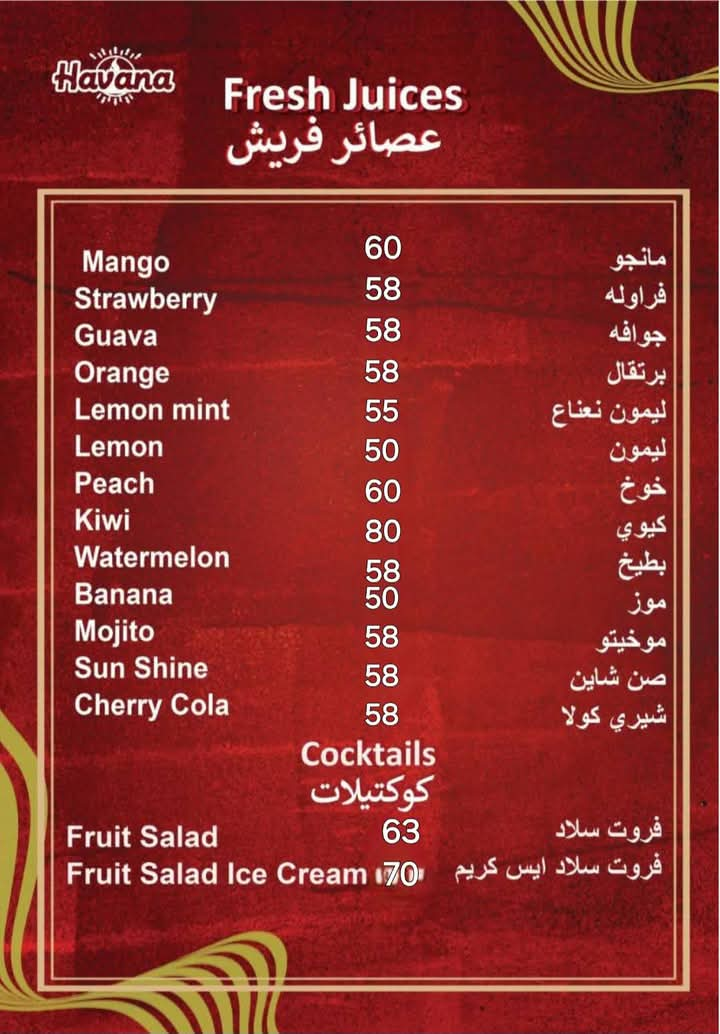 Havana
Fresh Juices
عصائر فريش
Mango 60 مانجو
Strawberry 58 فراوله
Guava 58 جوافه
Orange 58 برتقال
Lemon mint 55 ليمون نعناع
Lemon 50 ليمون
Peach 60 خوخ
Kiwi 80 كيوي
Watermelon 58 بطيخ
Banana 50 موز
Mojito 58 موخيتو
Sun Shine 58 صن شاين
Cherry Cola 58 شيري كولا
Cocktails
كوكتيلات
Fruit Salad 63 فروت سلاد
Fruit Salad Ice Cream 70 فروت سلاد ايس كريم